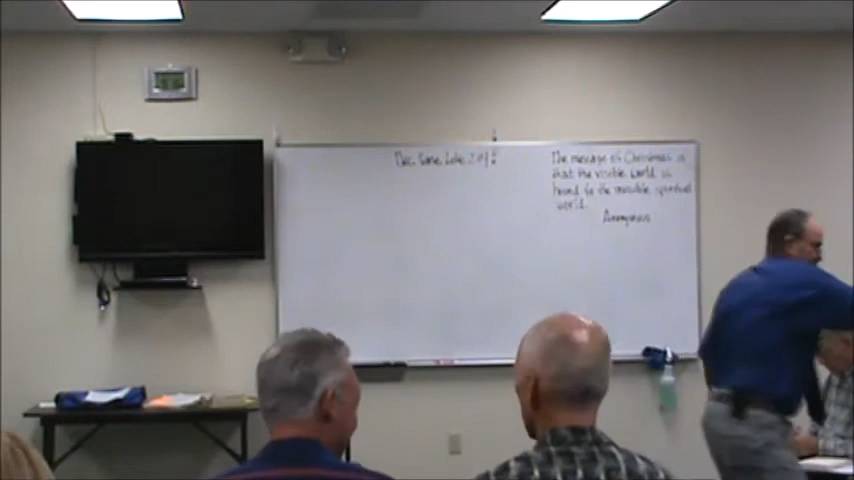 The message of Christmas is
that the visible world is
bound to the invisible spiritual
world.
Anonymous